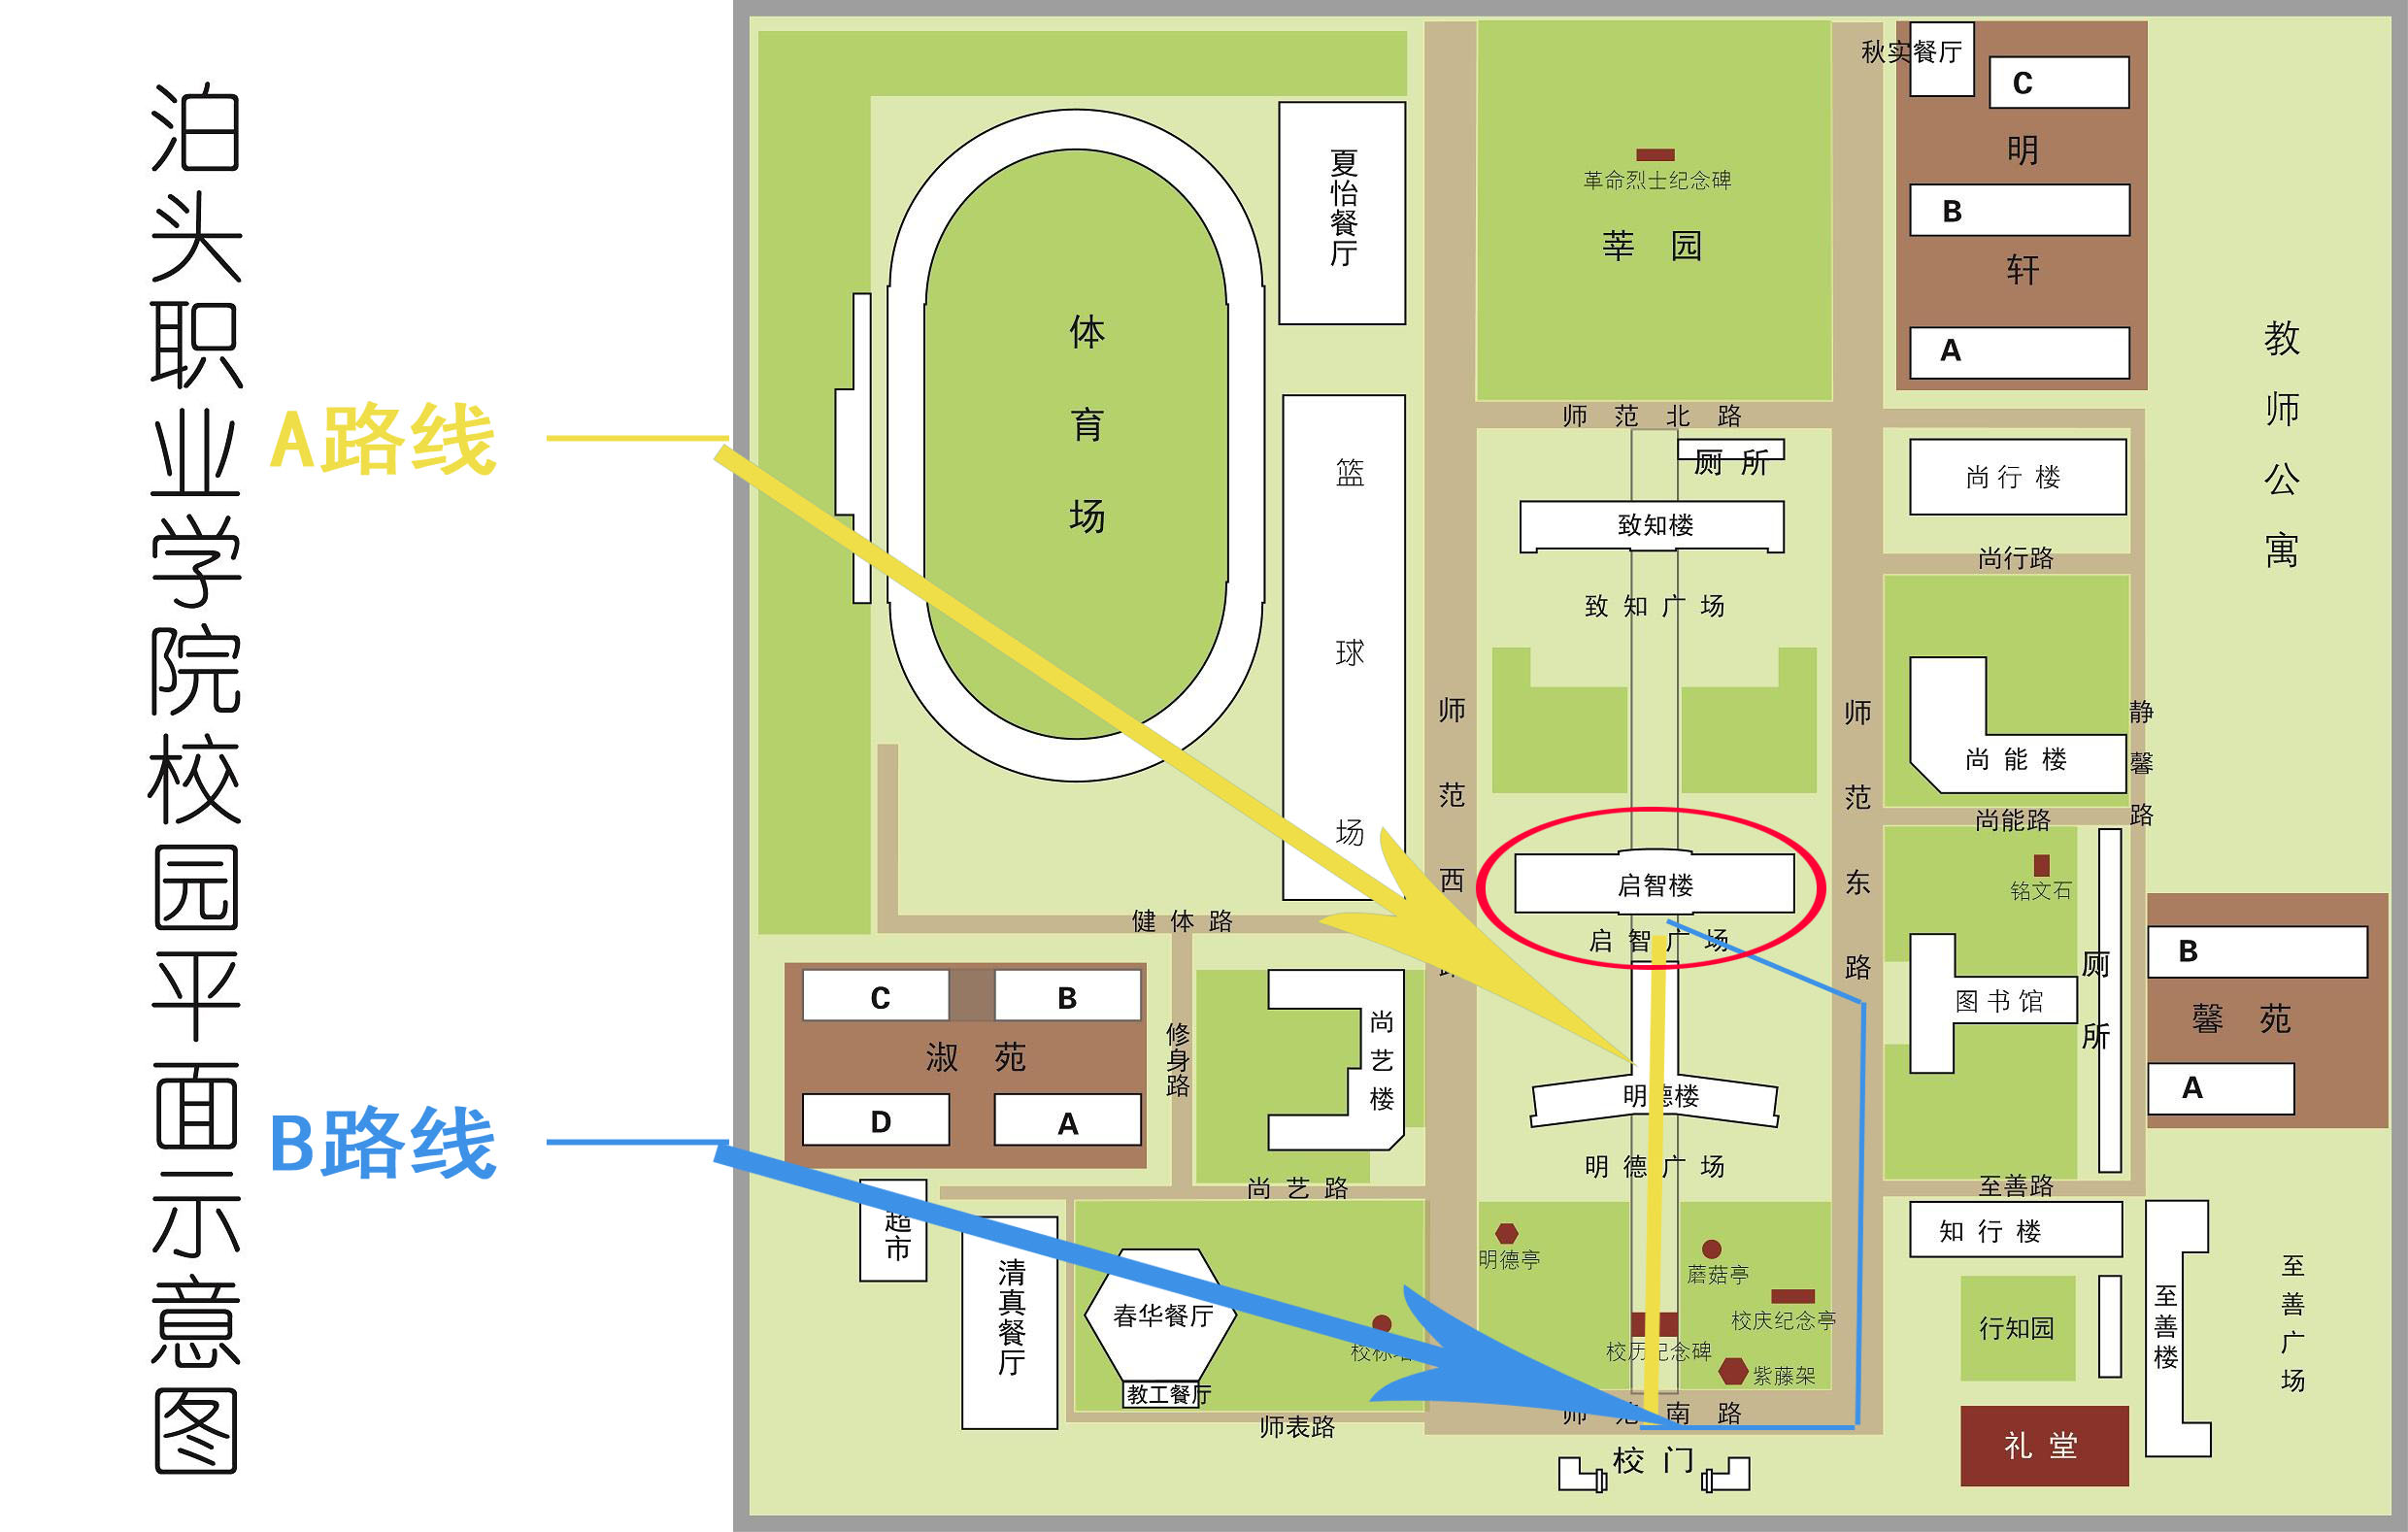 泊头职业学院校园平面示意图
A路线
B路线
秋实餐厅
C
明
B
轩
A
夏怡餐厅
革命烈士纪念碑
莘园
体育场
教师公寓
师范北路
厕所
尚行楼
篮球场
致知楼
尚行路
致知广场
师范西路
师范东路
静馨路
尚能楼
尚能路
启智楼
铭文石
健体路
启智广场
厕所
B
馨苑
A
图书馆
C
B
淑苑
D
A
修身路
尚艺楼
明德楼
明德广场
尚艺路
至善路
超市
知行楼
清真餐厅
明德亭
蘑菇亭
至善楼
至善广场
春华餐厅
校庆纪念亭
行知园
校历纪念碑
紫藤架
教工餐厅
师范南路
师表路
校门
礼堂